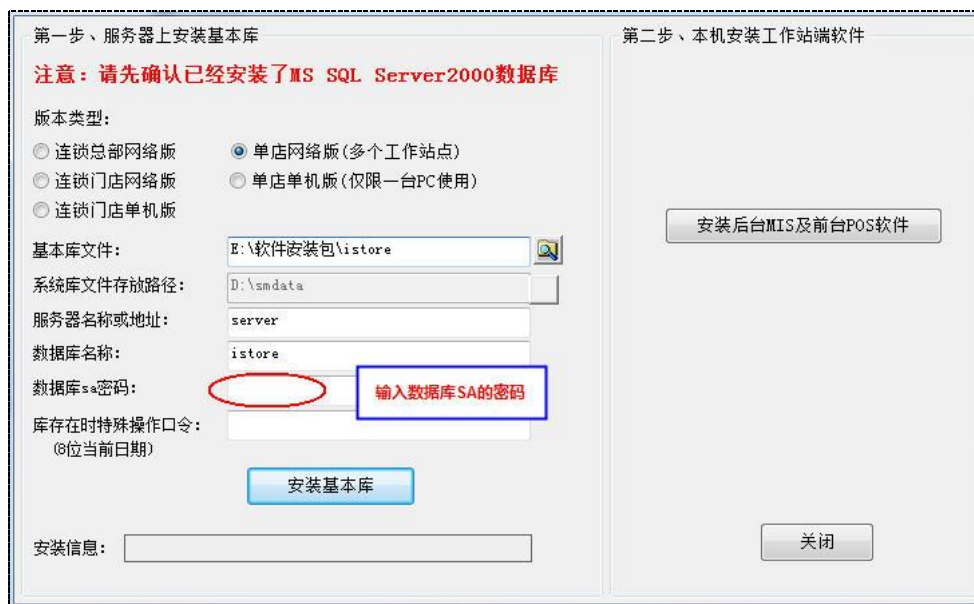 第一步、服务器上安装基本库
注意：请先确认已经安装了MS SQL Server2000数据库
版本类型：
连锁总部网络版
单店网络版(多个工作站点)
连锁门店网络版
单店单机版(仅限一台PC使用)
连锁门店单机版
基本库文件：
E:\软件安装包\istore
系统库文件存放路径：
D:\smdata
服务器名称或地址：
server
数据库名称：
istore
数据库sa密码：
输入数据库SA的密码
库存在时特殊操作口令：
(8位当前日期)
安装基本库
安装信息：
第二步、本机安装工作站端软件
安装后台MIS及前台POS软件
关闭